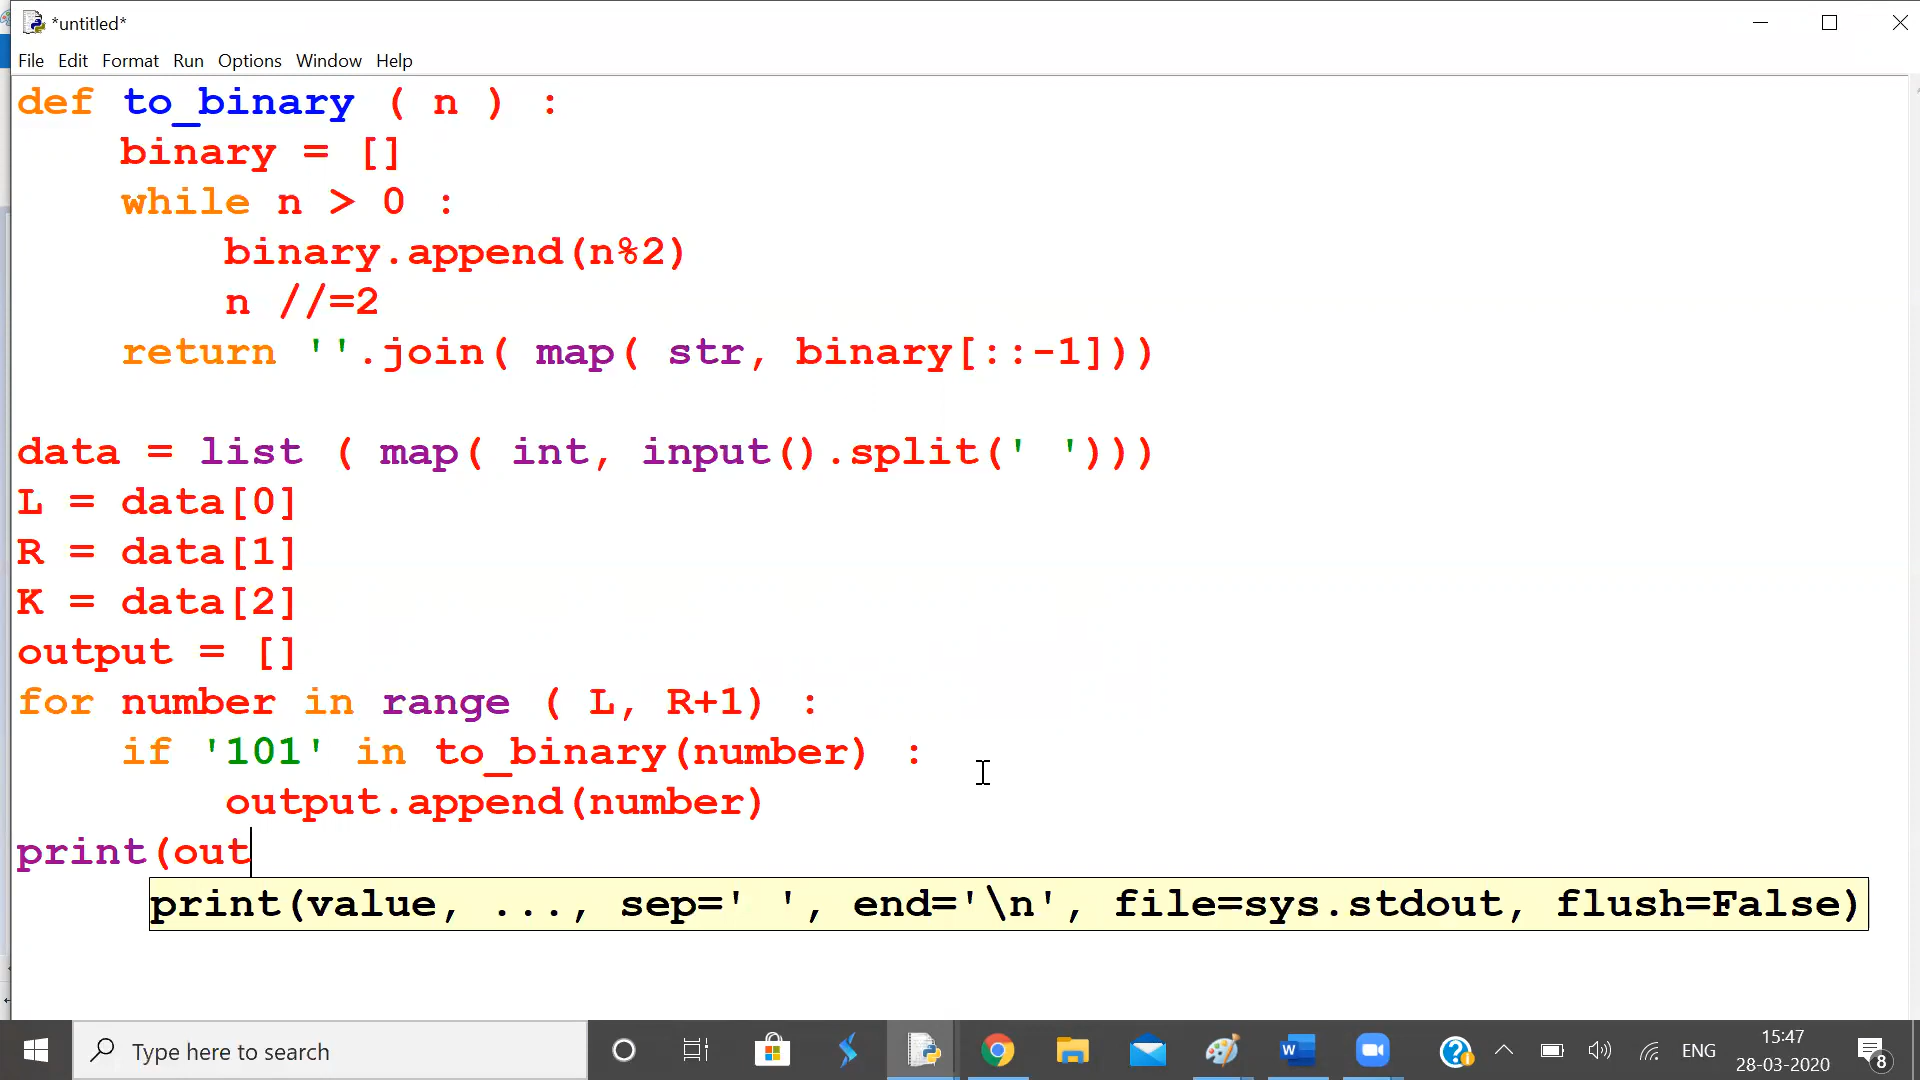 *untitled*
File Edit Format Run Options Window Help
def to_binary ( n ) :
    binary = []
    while n > 0 :
        binary.append(n%2)
        n //=2
    return ''.join( map( str, binary[::-1]))

data = list ( map( int, input().split(' ')))
L = data[0]
R = data[1]
K = data[2]
output = []
for number in range ( L, R+1) :
    if '101' in to_binary(number) :
        output.append(number)
print(out
print(value, ..., sep=' ', end='\n', file=sys.stdout, flush=False)
Type here to search
W
ENG
15:47
28-03-2020
8